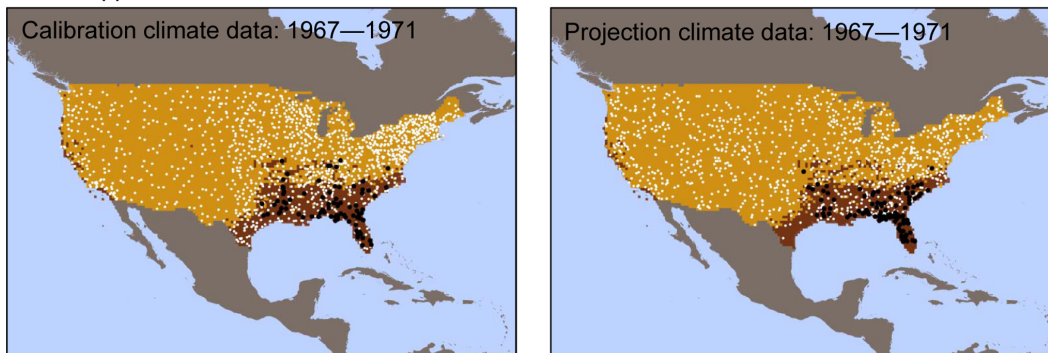 Calibration climate data: 1967—1971
Projection climate data: 1967—1971